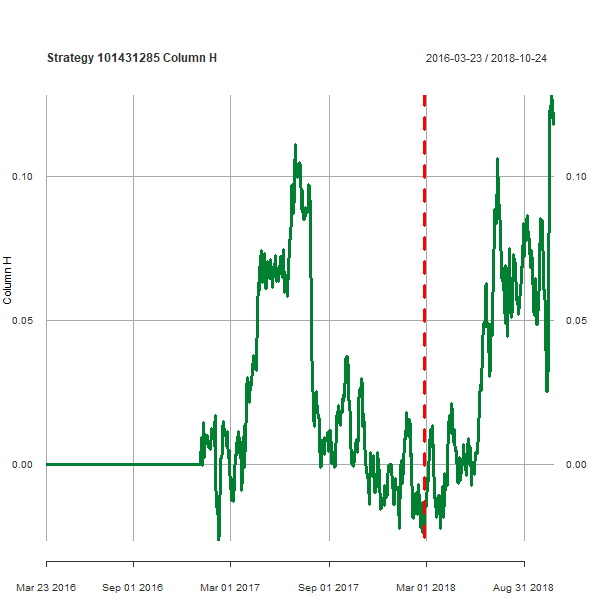 Strategy 101431285 Column H
2016-03-23 / 2018-10-24
0.10
0.10
0.05
0.05
0.00
0.00
Column H
Mar 23 2016
Sep 01 2016
Mar 01 2017
Sep 01 2017
Mar 01 2018
Aug 31 2018